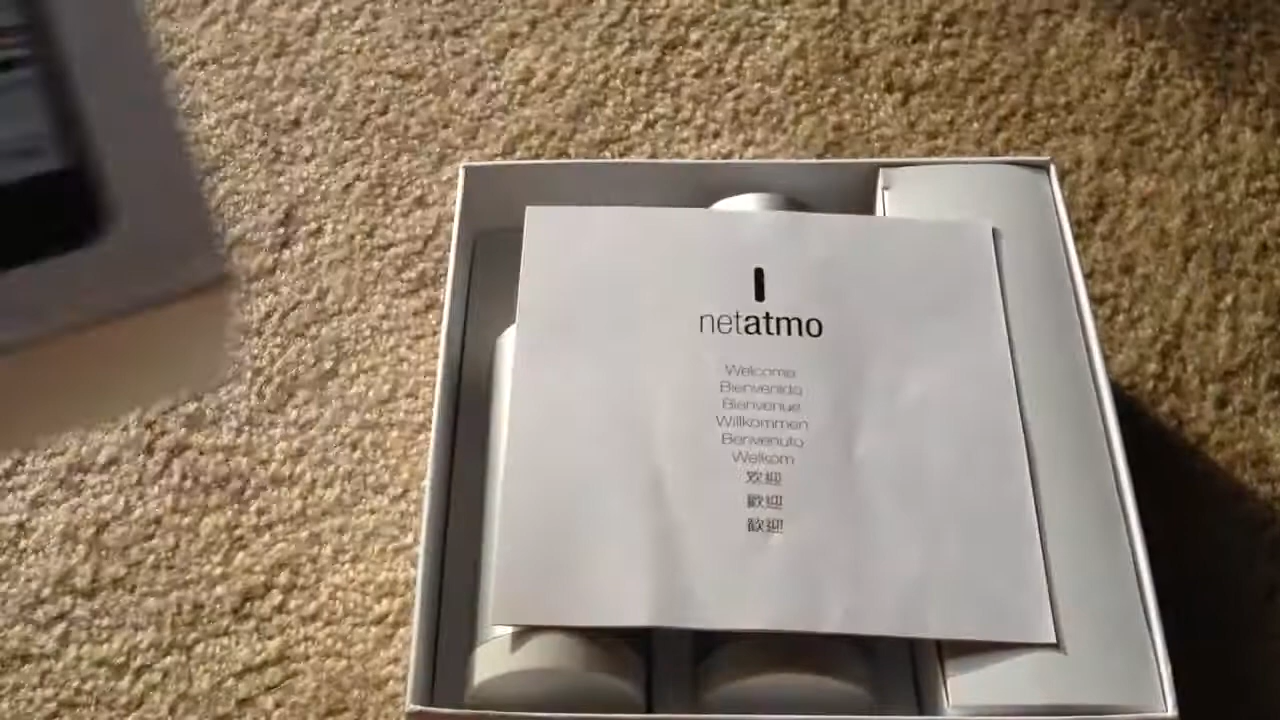 netatmo
Welcome
Bienvenido
Bienvenue
Willkommen
Benvenuto
Welkom
欢迎
歡迎
歓迎